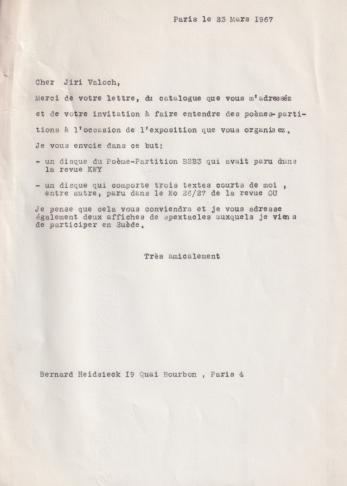 Paris le 23 Mars 1967
Cher Jiri Valoch,
Merci de votre lettre, du catalogue que vous m'adressez
et de votre invitation à faire entendre des poèmes-parti-
tions à l'occasion de l'exposition que vous organisez.
Je vous envoie dans ce but:
- un disque du Poème-Partition B2B3 qui avait paru dans
la revue KWY
- un disque qui comporte trois textes courts de moi ,
entre autre, paru dans le No 26/27 de la revue OU
Je pense que cela vous conviendra et je vous adresse
également deux affiches de spextacles auxquels je viens
de participer en Suède.
Très amicalement
Bernard Heidsieck I9 Quai Bourbon , Paris 4